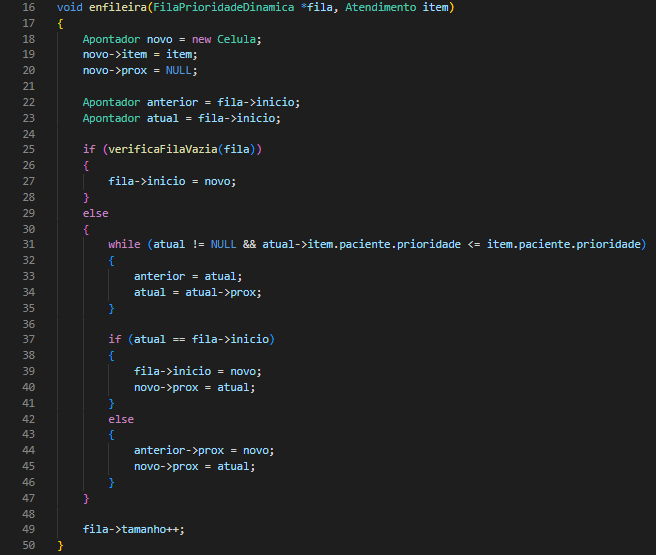 16 void enfileira(FilaPrioridadeDinamica *fila, Atendimento item)
17 {
18     Apontador novo = new Celula;
19     novo->item = item;
20     novo->prox = NULL;
21
22     Apontador anterior = fila->inicio;
23     Apontador atual = fila->inicio;
24
25     if (verificaFilaVazia(fila))
26     {
27         fila->inicio = novo;
28     }
29     else
30     {
31         while (atual != NULL && atual->item.paciente.prioridade <= item.paciente.prioridade)
32         {
33             anterior = atual;
34             atual = atual->prox;
35         }
36
37         if (atual == fila->inicio)
38         {
39             fila->inicio = novo;
40             novo->prox = atual;
41         }
42         else
43         {
44             anterior->prox = novo;
45             novo->prox = atual;
46         }
47     }
48
49     fila->tamanho++;
50 }